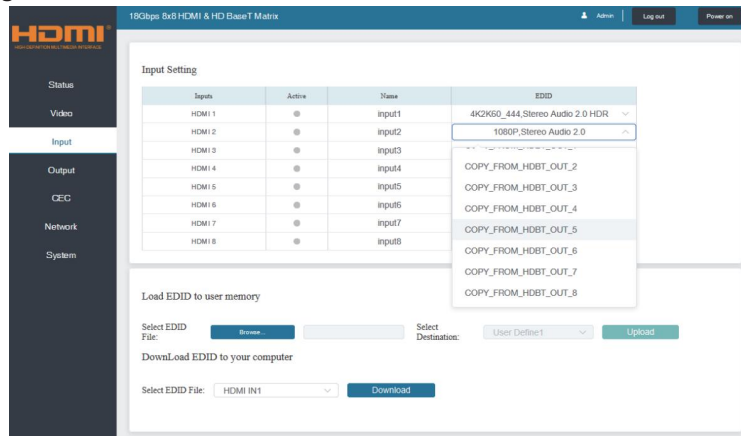 18Gbps 8x8 HDMI & HD BaseT Matrix
Admin
Log out
Power on
HDMI
HIGH DEFINITION MULTIMEDIA INTERFACE
Status
Video
Input
Output
CEC
Network
System
Input Setting
Inputs Active Name EDID
HDMI 1 input1 4K2K60_444,Stereo Audio 2.0 HDR
HDMI 2 input2 1080P,Stereo Audio 2.0
HDMI 3 input3
HDMI 4 input4 COPY_FROM_HDBT_OUT_2
HDMI 5 input5 COPY_FROM_HDBT_OUT_3
HDMI 6 input6 COPY_FROM_HDBT_OUT_4
HDMI 7 input7 COPY_FROM_HDBT_OUT_5
HDMI 8 input8 COPY_FROM_HDBT_OUT_6
COPY_FROM_HDBT_OUT_7
COPY_FROM_HDBT_OUT_8
Load EDID to user memory
Select EDID File: Browse... Select Destination: User Define1 Upload
DownLoad EDID to your computer
Select EDID File: HDMI IN1 Download